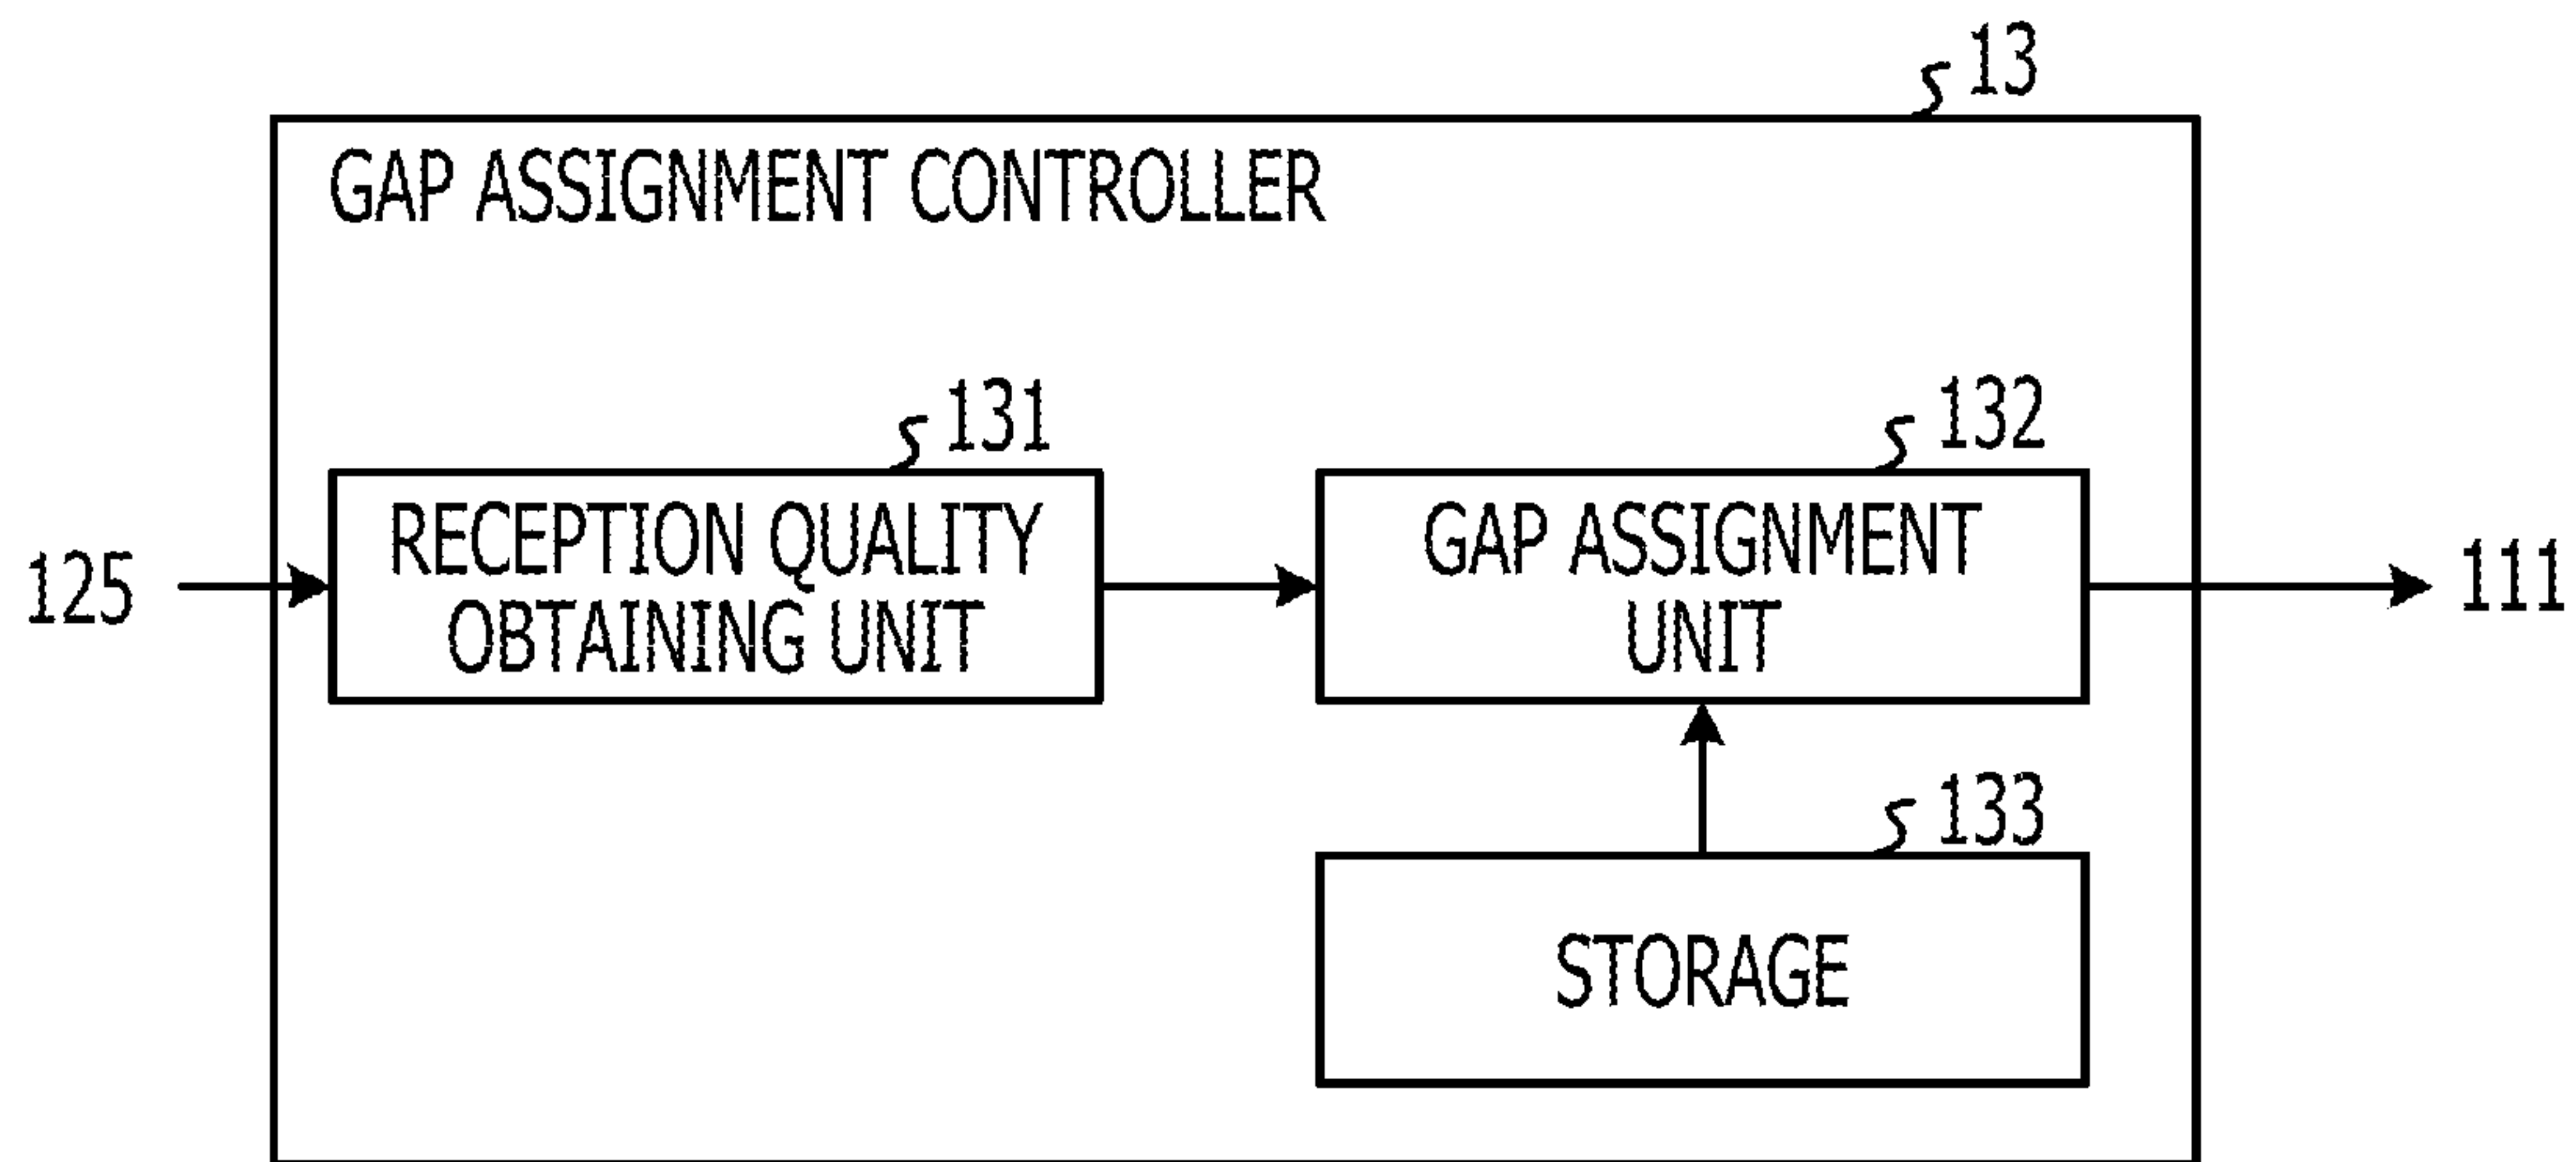 13
GAP ASSIGNMENT CONTROLLER
131
132
RECEPTION QUALITY
OBTAINING UNIT
GAP ASSIGNMENT
UNIT
125
111
133
STORAGE